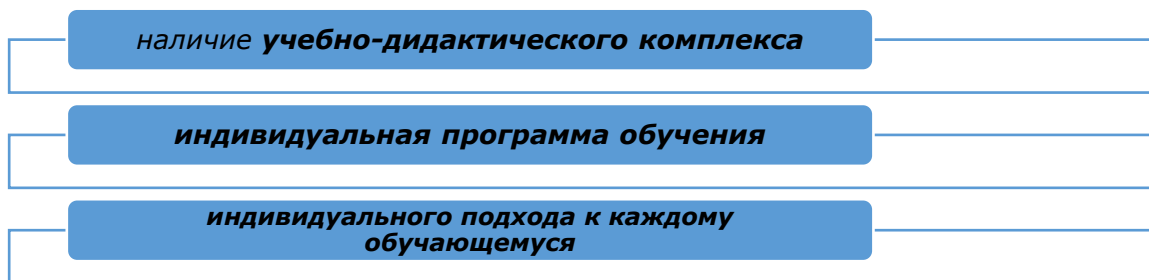 наличие учебно-дидактического комплекса
индивидуальная программа обучения
индивидуального подхода к каждому
обучающемуся